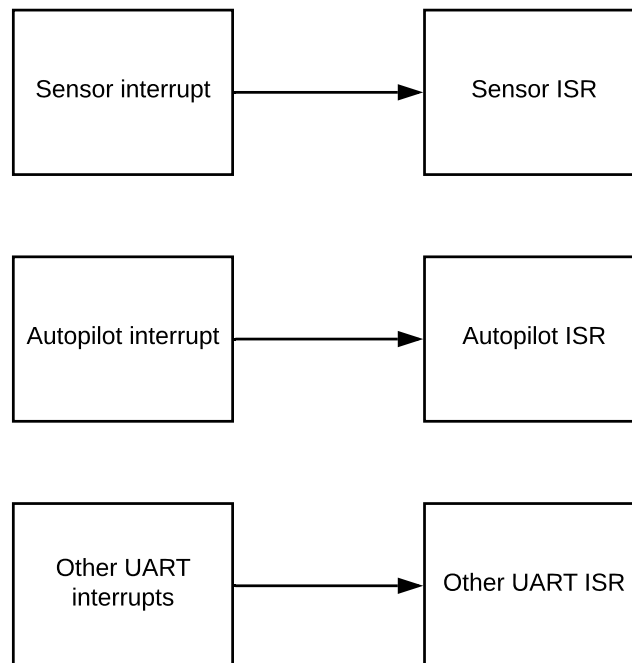 Sensor interrupt
Sensor ISR
Autopilot interrupt
Autopilot ISR
Other UART
interrupts
Other UART ISR